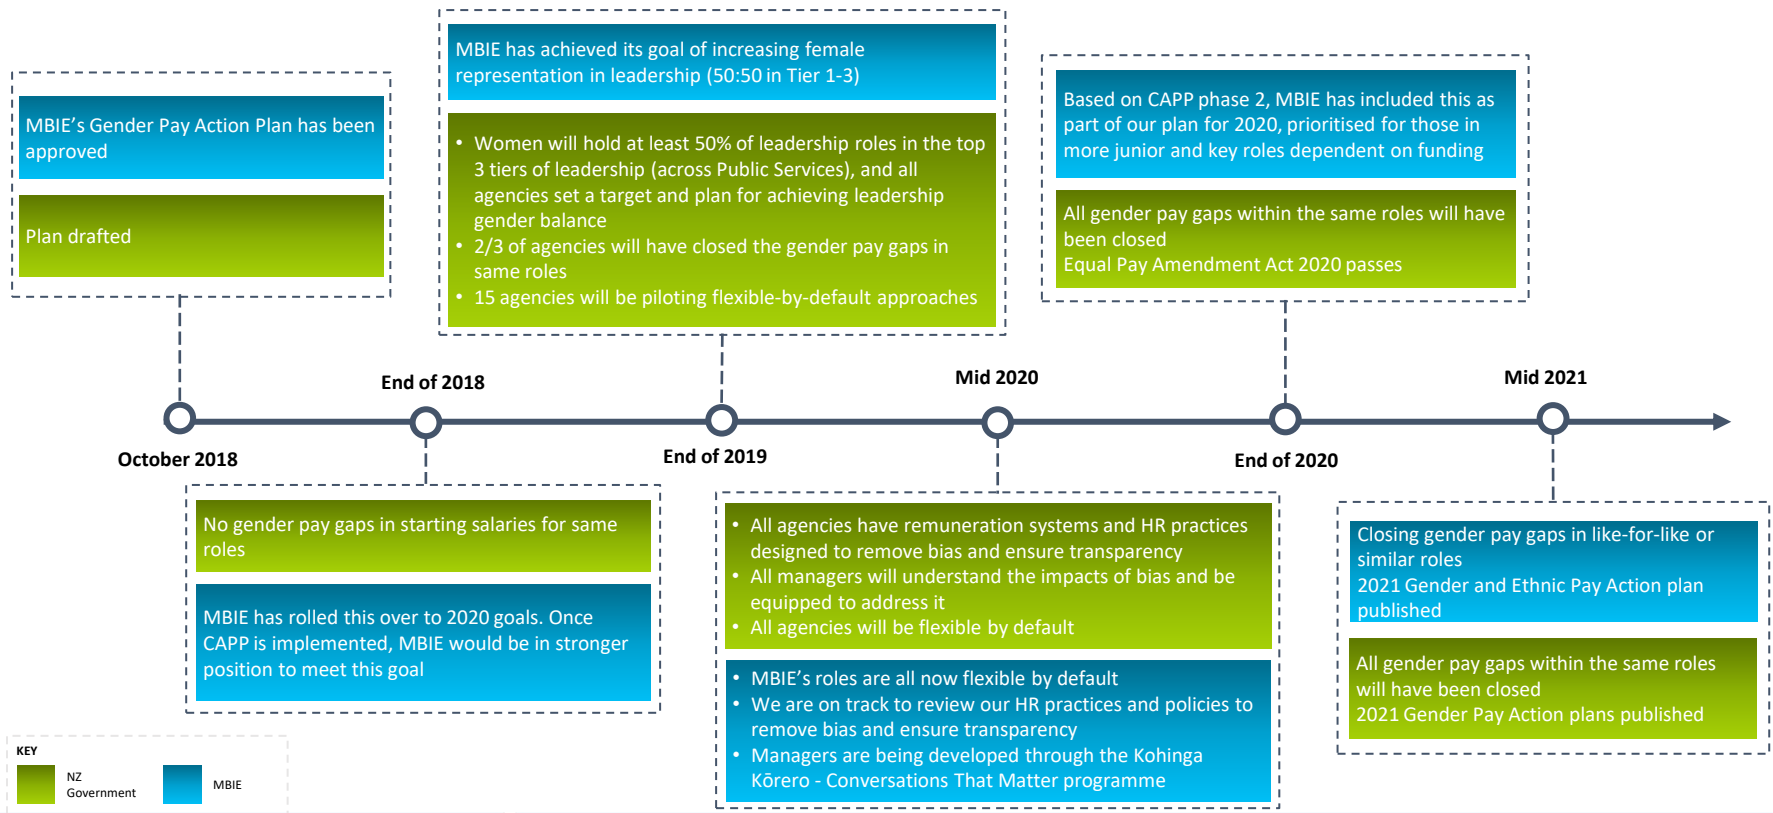 MBIE's Gender Pay Action Plan has been
approved
Plan drafted
MBIE has achieved its goal of increasing female
representation in leadership (50:50 in Tier 1-3)
• Women will hold at least 50% of leadership roles in the top
3 tiers of leadership (across Public Services), and all
agencies set a target and plan for achieving leadership
gender balance
• 2/3 of agencies will have closed the gender pay gaps in
same roles
• 15 agencies will be piloting flexible-by-default approaches
Based on CAPP phase 2, MBIE has included this as
part of our plan for 2020, prioritised for those in
more junior and key roles dependent on funding
All gender pay gaps within the same roles will have
been closed
Equal Pay Amendment Act 2020 passes
October 2018
End of 2018
End of 2019
Mid 2020
End of 2020
Mid 2021
No gender pay gaps in starting salaries for same
roles
MBIE has rolled this over to 2020 goals. Once
CAPP is implemented, MBIE would be in stronger
position to meet this goal
• All agencies have remuneration systems and HR practices
designed to remove bias and ensure transparency
• All managers will understand the impacts of bias and be
equipped to address it
• All agencies will be flexible by default
• MBIE's roles are all now flexible by default
• We are on track to review our HR practices and policies to
remove bias and ensure transparency
• Managers are being developed through the Kohinga
Kōrero - Conversations That Matter programme
Closing gender pay gaps in like-for-like or
similar roles
2021 Gender and Ethnic Pay Action plan
published
All gender pay gaps within the same roles
will have been closed
2021 Gender Pay Action plans published
KEY
NZ
Government
MBIE